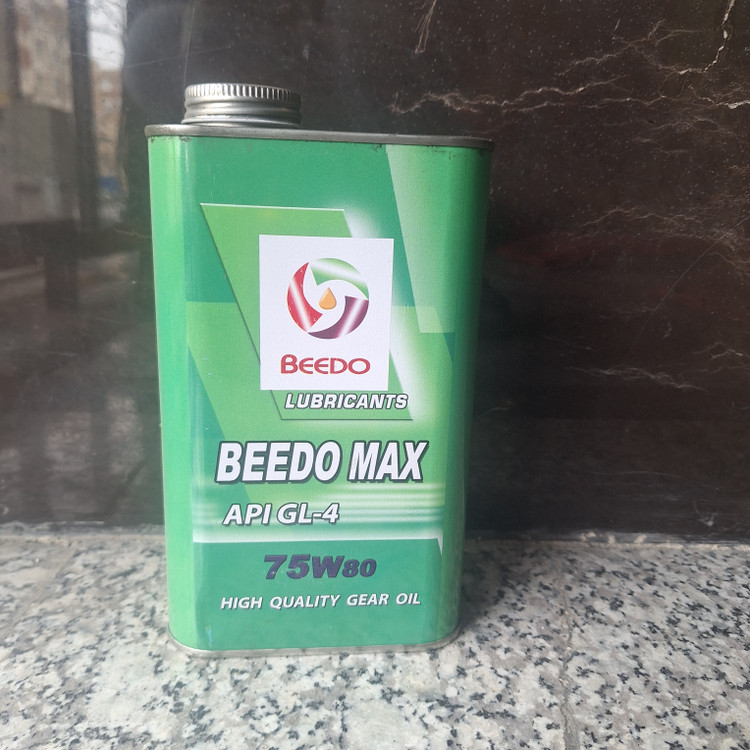 BEEDO
LUBRICANTS
BEEDO MAX
API GL-4
75W80
HIGH QUALITY GEAR OIL